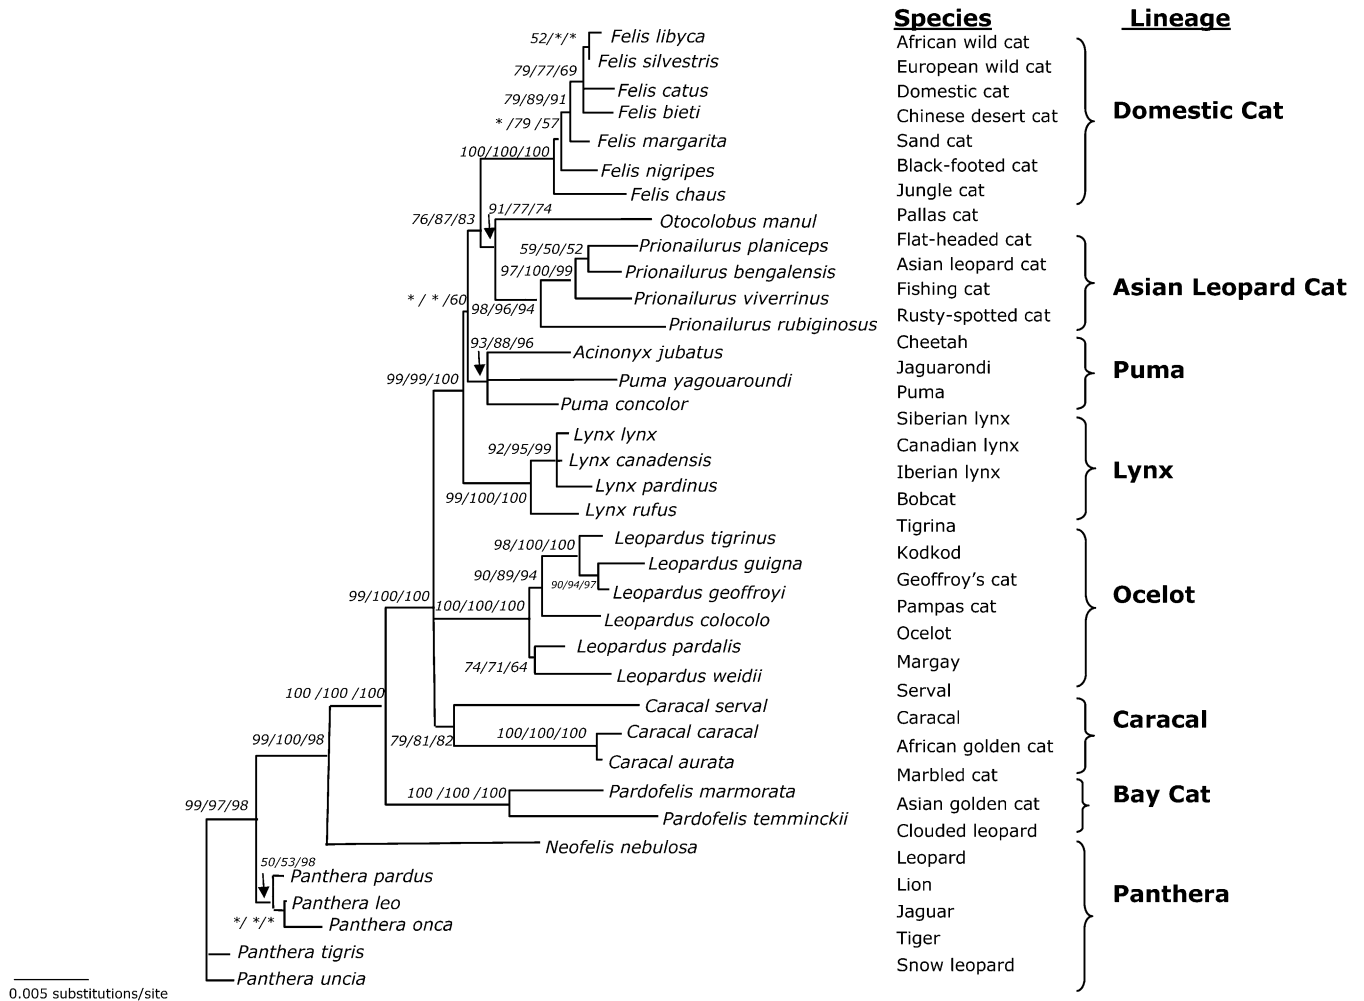 Species Lineage
52/*/* Felis libyca African wild cat
Felis silvestris European wild cat
79/77/69 Felis catus Domestic cat
79/89/91 Felis bieti Chinese desert cat Domestic Cat
* /79 /57 Felis margarita Sand cat
100/100/100 Felis nigripes Black-footed cat
Felis chaus Jungle cat
76/87/83 91/77/74 Otocolobus manul Pallas cat
59/50/52 Prionailurus planiceps Flat-headed cat
97/100/99 Prionailurus bengalensis Asian leopard cat
* / * /60 Prionailurus viverrinus Fishing cat Asian Leopard Cat
98/96/94 Prionailurus rubiginosus Rusty-spotted cat
93/88/96 Acinonyx jubatus Cheetah
99/99/100 Puma yagouaroundi Jaguarondi Puma
Puma concolor Puma
Lynx lynx Siberian lynx
92/95/99 Lynx canadensis Canadian lynx
Lynx pardinus Iberian lynx Lynx
99/100/100 Lynx rufus Bobcat
98/100/100 Leopardus tigrinus Tigrina
90/89/94 Leopardus guigna Kodkod
90/94/97 Leopardus geoffroyi Geoffroy's cat
99/100/100 100/100/100 Leopardus colocolo Pampas cat Ocelot
Leopardus pardalis Ocelot
74/71/64 Leopardus weidii Margay
100 /100 /100 Caracal serval Serval
79/81/82 100/100/100 Caracal caracal Caracal Caracal
99/100/98 Caracal aurata African golden cat
100 /100 /100 Pardofelis marmorata Marbled cat
99/97/98 Pardofelis temminckii Asian golden cat Bay Cat
Neofelis nebulosa Clouded leopard
50/53/98 Panthera pardus Leopard
Panthera leo Lion Panthera
*/ */* Panthera onca Jaguar
Panthera tigris Tiger
Panthera uncia Snow leopard
0.005 substitutions/site